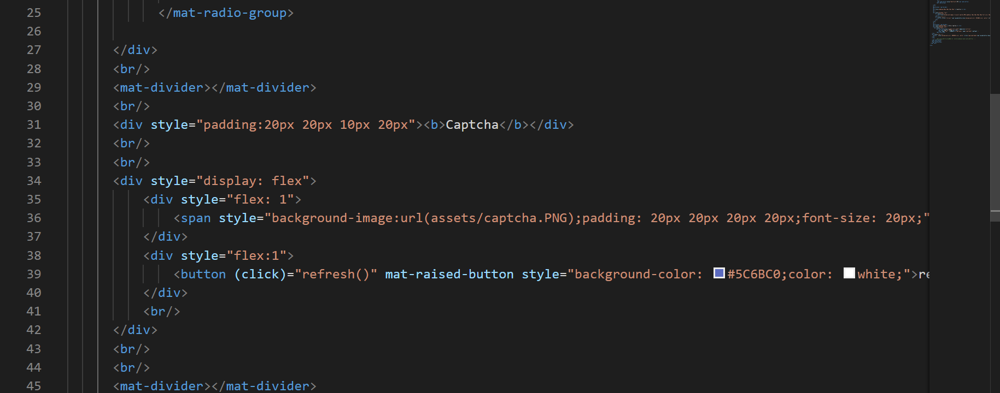 25 </mat-radio-group>
26
27 </div>
28 <br/>
29 <mat-divider></mat-divider>
30 <br/>
31 <div style="padding:20px 20px 10px 20px"><b>Captcha</b></div>
32 <br/>
33 <br/>
34 <div style="display: flex">
35 <div style="flex: 1">
36 <span style="background-image:url(assets/captcha.PNG);padding: 20px 20px 20px 20px;font-size: 20px;"
37 </div>
38 <div style="flex:1">
39 <button (click)="refresh()" mat-raised-button style="background-color: #5C6BC0;color: white;">re
40 </div>
41 <br/>
42 </div>
43 <br/>
44 <br/>
45 <mat-divider></mat-divider>